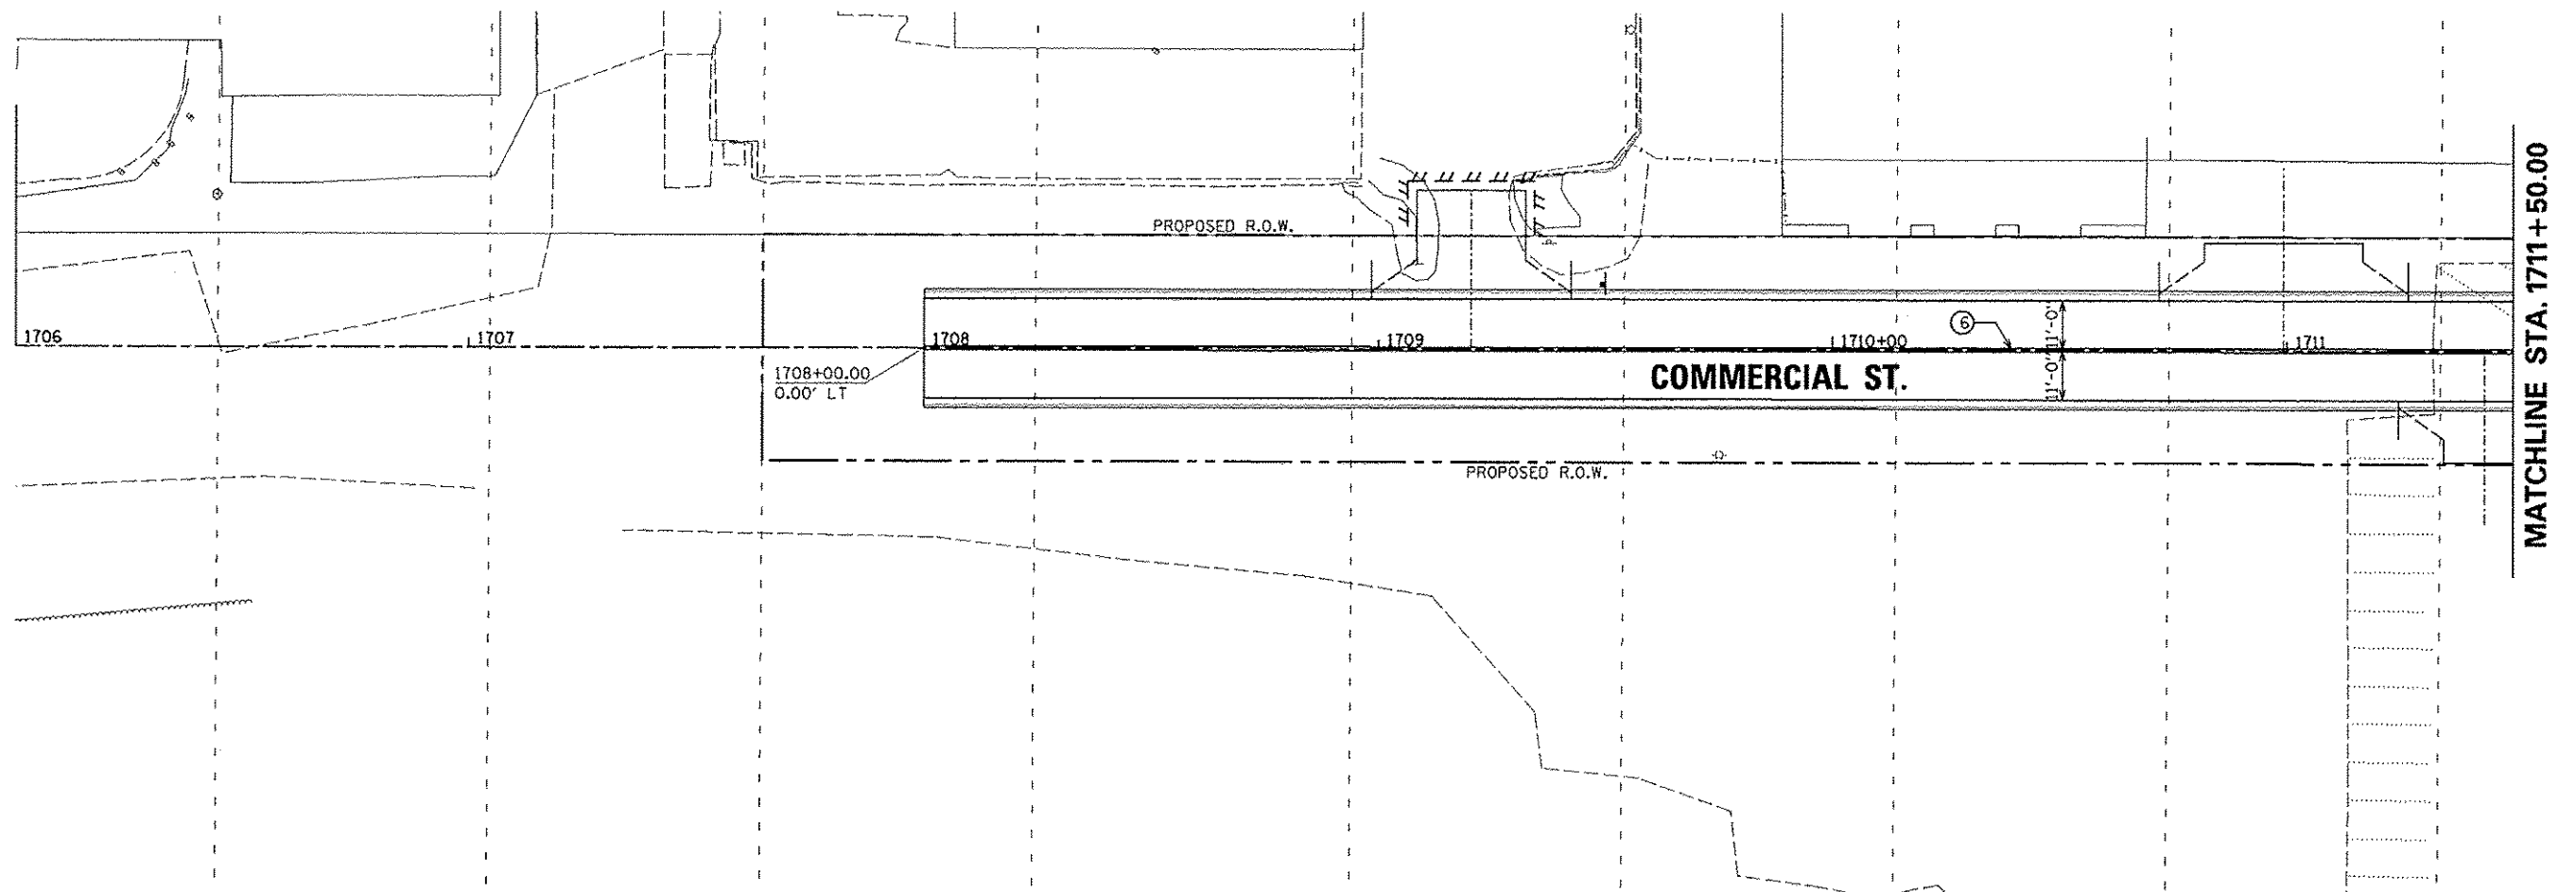 PROPOSED R.O.W.
1706
1707
1708
1709
1710+00
1711
6
11'-0'
11'-0'
1708+00.00
0.00' LT
COMMERCIAL ST.
PROPOSED R.O.W.
MATCHLINE STA. 1711+50.00